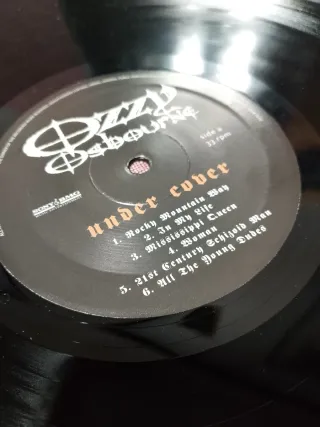 Ozzy
Osbourne
side a
33 rpm
SONY BMG
under cover
1. Rocky Mountain Way
2. In My Life
3. Mississippi Queen
4. Woman
5. 21st Century Schizoid Man
6. All The Young Dudes